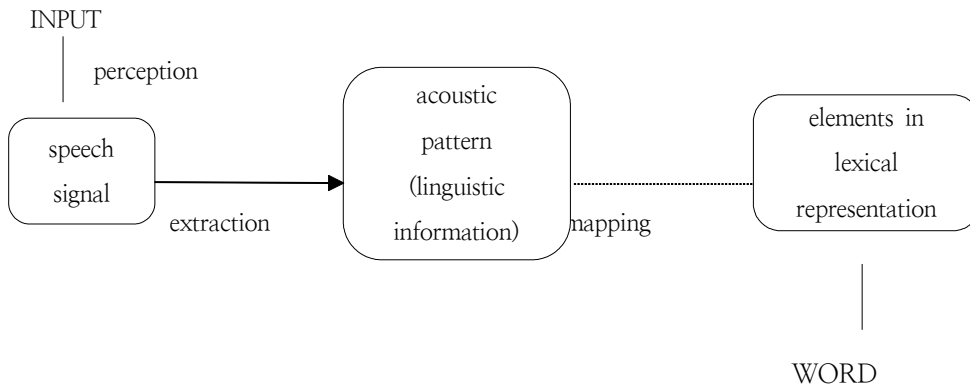 INPUT
perception
speech
signal
extraction
acoustic
pattern
(linguistic
information)
mapping
elements in
lexical
representation
WORD